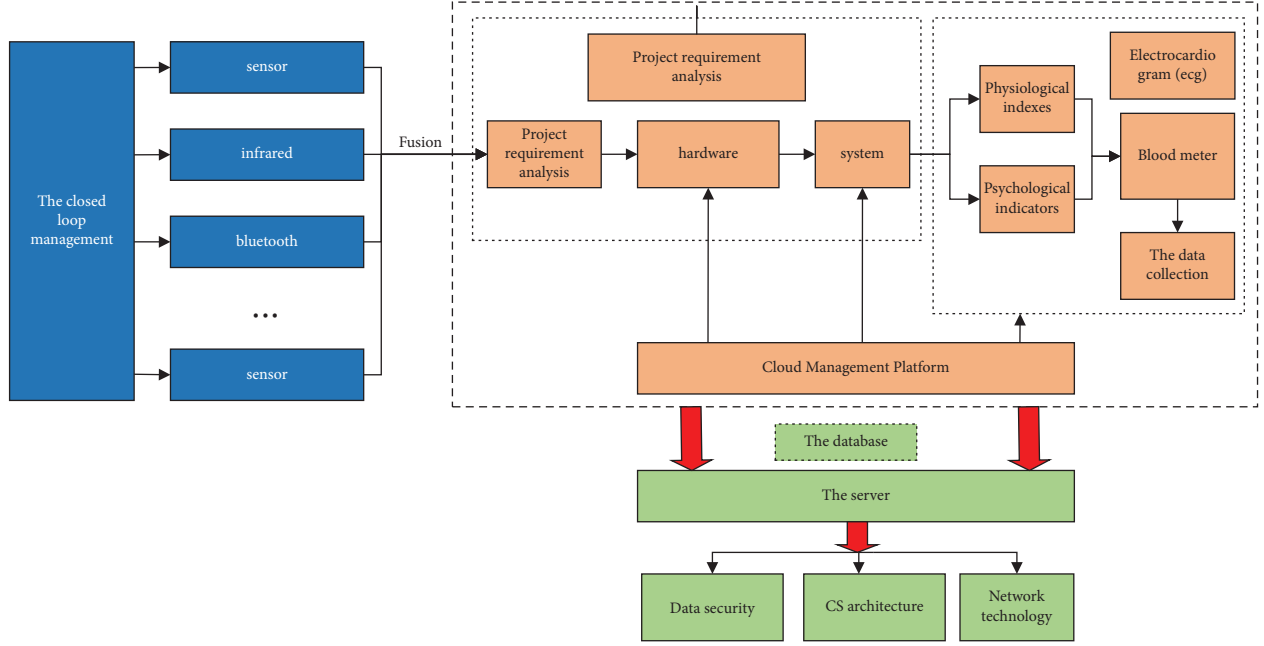 The closed
loop
management
sensor
infrared
bluetooth
...
sensor
Fusion
Project requirement
analysis
Project
requirement
analysis
hardware
system
Physiological
indexes
Psychological
indicators
Electrocardio
gram (ecg)
Blood meter
The data
collection
Cloud Management Platform
The database
The server
Data security
CS architecture
Network
technology